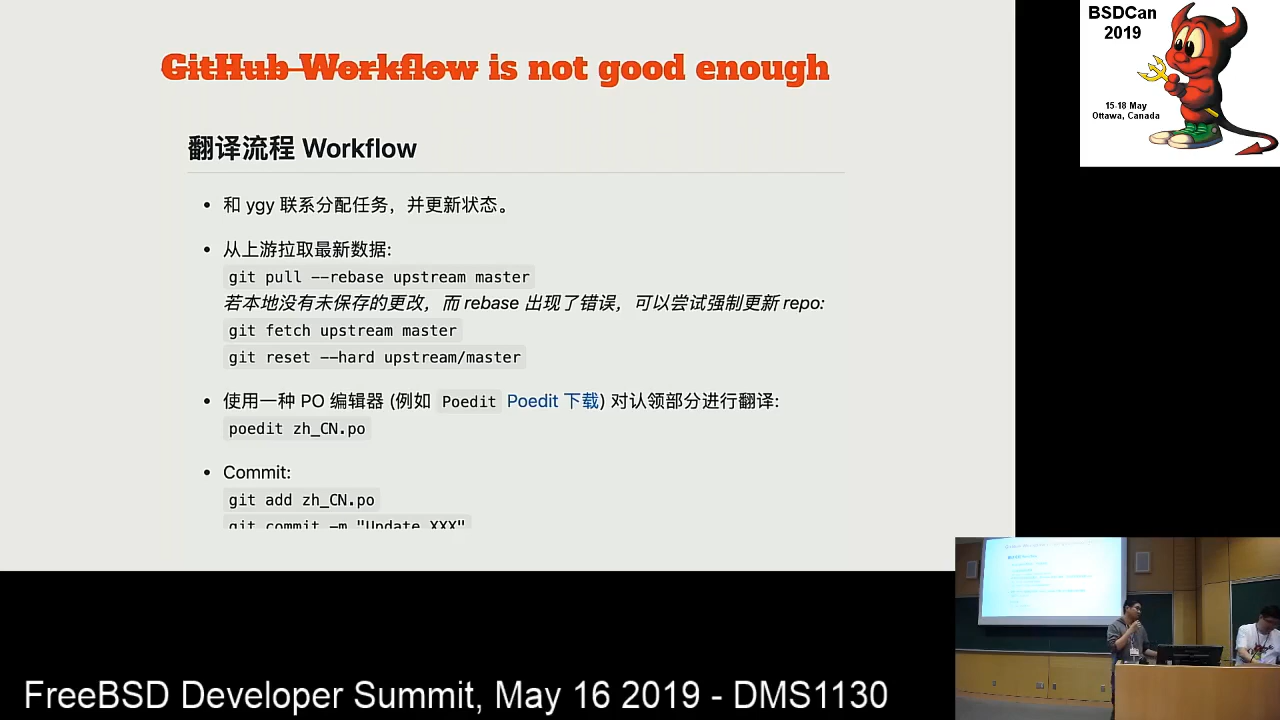 GitHub Workflow is not good enough
翻译流程 Workflow
和 ygy 联系分配任务，并更新状态。
从上游拉取最新数据:
git pull --rebase upstream master
若本地没有未保存的更改，而 rebase 出现了错误，可以尝试强制更新 repo:
git fetch upstream master
git reset --hard upstream/master
使用一种 PO 编辑器 (例如 Poedit Poedit 下载) 对认领部分进行翻译:
poedit zh_CN.po
Commit:
git add zh_CN.po
git commit -m "Update XXX"
BSDCan
2019
15-18 May
Ottawa, Canada
FreeBSD Developer Summit, May 16 2019 - DMS1130